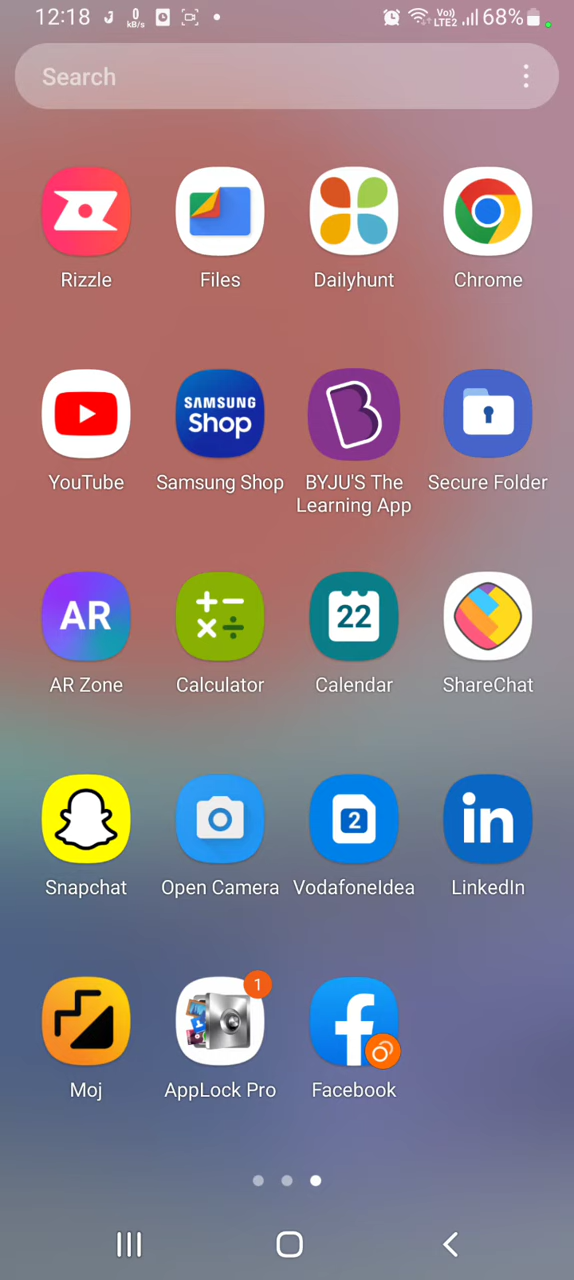 12:18
0
kB/s
Vo))
LTE2
68%
Search
Rizzle
Files
Dailyhunt
Chrome
SAMSUNG
Shop
YouTube
Samsung Shop
BYJU'S The
Learning App
Secure Folder
AR
22
AR Zone
Calculator
Calendar
ShareChat
2
in
Snapchat
Open Camera
VodafoneIdea
LinkedIn
1
f
Moj
AppLock Pro
Facebook